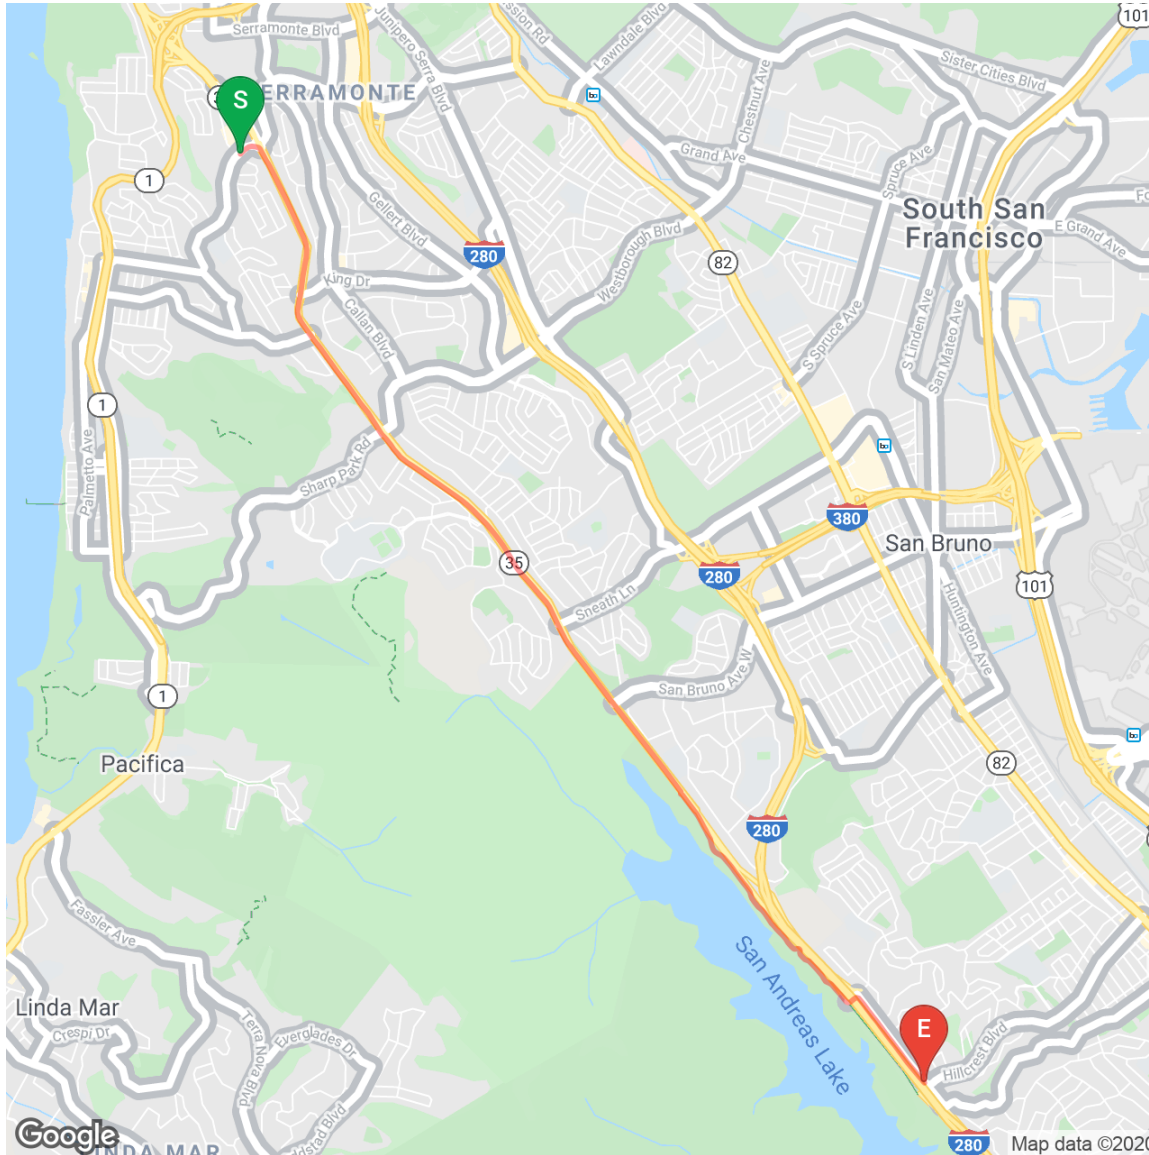 101
Serramonte Blvd
Junipero Serra Blvd
Lawndale Blvd
Sister Cities Blvd
S
ERRAMONTE
Chestnut Ave
Grand Ave
1
Spruce Ave
South San
Francisco
E Grand Ave
Gellert Blvd
280
Westborough Blvd
82
King Dr
Callan Blvd
S Spruce Ave
S Linden Ave
San Mateo Ave
1
Palmetto Ave
Sharp Park Rd
380
San Bruno
35
280
101
Sneath Ln
Huntington Ave
San Bruno Ave W
1
Pacifica
82
280
Fassler Ave
San Andreas Lake
Linda Mar
Crespi Dr
Terra Nova Blvd
Everglades Dr
E
Hillcrest Blvd
Google
280
Map data ©2020